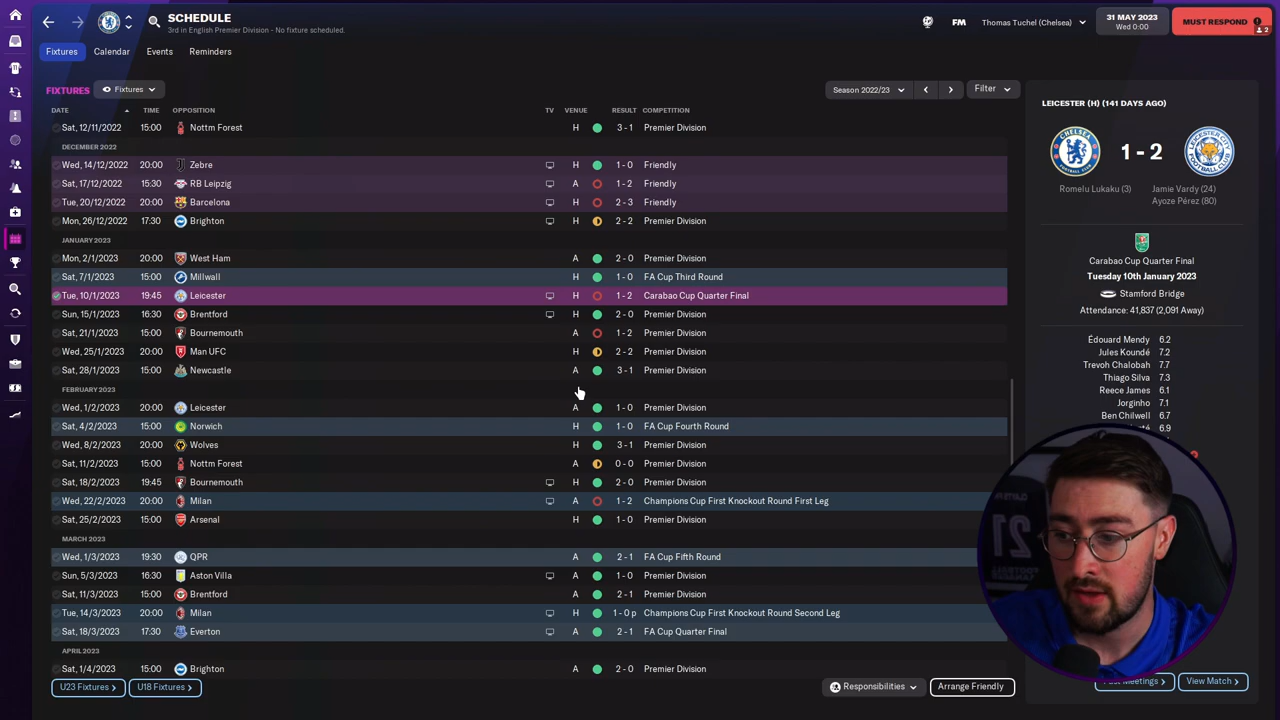 SCHEDULE
3rd in English Premier Division - No fixture scheduled.
FM
Thomas Tuchel (Chelsea)
31 MAY 2023
Wed 0:00
MUST RESPOND
2
Fixtures
Calendar
Events
Reminders
FIXTURES
Fixtures
Season 2022/23
Filter
DATE TIME OPPOSITION TV VENUE RESULT COMPETITION
Sat, 12/11/2022 15:00 Nottm Forest H 3 - 1 Premier Division
DECEMBER 2022
Wed, 14/12/2022 20:00 Zebre H 1 - 0 Friendly
Sat, 17/12/2022 15:30 RB Leipzig A 1 - 2 Friendly
Tue, 20/12/2022 20:00 Barcelona H 2 - 3 Friendly
Mon, 26/12/2022 17:30 Brighton H 2 - 2 Premier Division
JANUARY 2023
Mon, 2/1/2023 20:00 West Ham A 2 - 0 Premier Division
Sat, 7/1/2023 15:00 Millwall H 1 - 0 FA Cup Third Round
Tue, 10/1/2023 19:45 Leicester H 1 - 2 Carabao Cup Quarter Final
Sun, 15/1/2023 16:30 Brentford H 2 - 0 Premier Division
Sat, 21/1/2023 15:00 Bournemouth A 1 - 2 Premier Division
Wed, 25/1/2023 20:00 Man UFC H 2 - 2 Premier Division
Sat, 28/1/2023 15:00 Newcastle A 3 - 1 Premier Division
FEBRUARY 2023
Wed, 1/2/2023 20:00 Leicester A 1 - 0 Premier Division
Sat, 4/2/2023 15:00 Norwich H 1 - 0 FA Cup Fourth Round
Wed, 8/2/2023 20:00 Wolves H 3 - 1 Premier Division
Sat, 11/2/2023 15:00 Nottm Forest A 0 - 0 Premier Division
Sat, 18/2/2023 19:45 Bournemouth H 2 - 0 Premier Division
Wed, 22/2/2023 20:00 Milan A 1 - 2 Champions Cup First Knockout Round First Leg
Sat, 25/2/2023 15:00 Arsenal H 1 - 0 Premier Division
MARCH 2023
Wed, 1/3/2023 19:30 QPR A 2 - 1 FA Cup Fifth Round
Sun, 5/3/2023 16:30 Aston Villa A 1 - 0 Premier Division
Sat, 11/3/2023 15:00 Brentford A 2 - 1 Premier Division
Tue, 14/3/2023 20:00 Milan H 1 - 0 p Champions Cup First Knockout Round Second Leg
Sat, 18/3/2023 17:30 Everton A 2 - 1 FA Cup Quarter Final
APRIL 2023
Sat, 1/4/2023 15:00 Brighton A 2 - 0 Premier Division
U23 Fixtures
U18 Fixtures
Responsibilities
Arrange Friendly
LEICESTER (H) (141 DAYS AGO)
1 - 2
Romelu Lukaku (3) Jamie Vardy (24)
Ayoze Pérez (80)
Carabao Cup Quarter Final
Tuesday 10th January 2023
Stamford Bridge
Attendance: 41,837 (2,091 Away)
Édouard Mendy 6.2
Jules Koundé 7.2
Trevoh Chalobah 7.7
Thiago Silva 7.3
Reece James 6.1
Jorginho 7.1
Ben Chilwell 6.7
6.9
Meetings
View Match
21